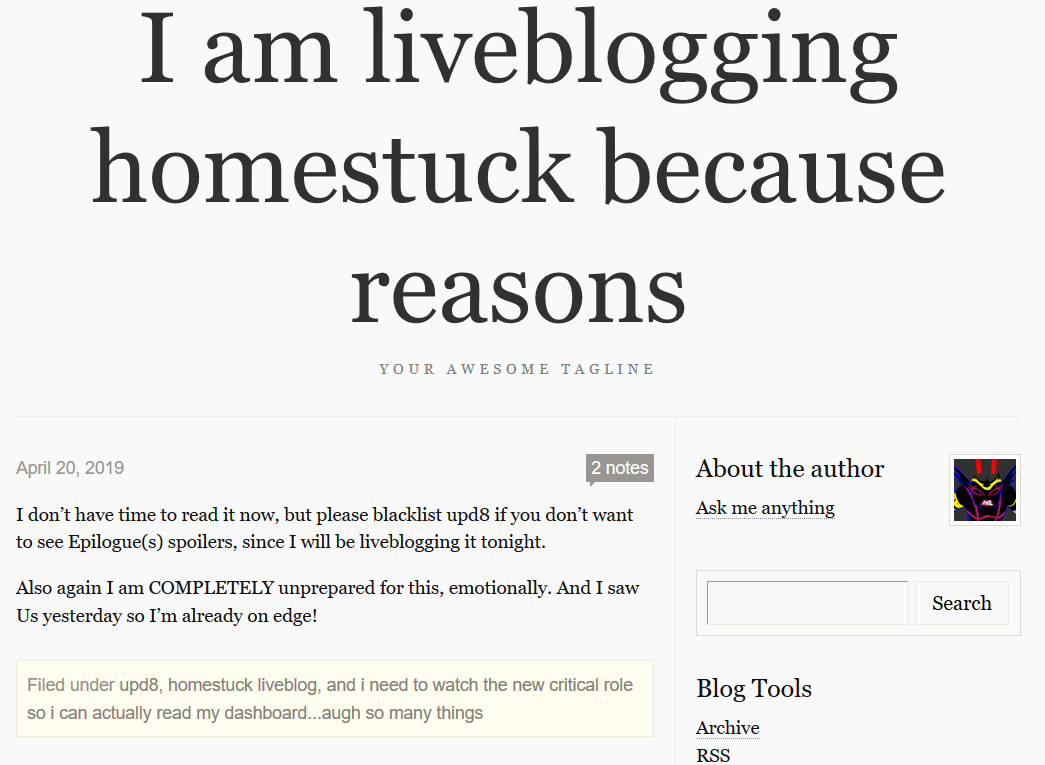 I am liveblogging
homestuck because
reasons
YOUR AWESOME TAGLINE
April 20, 2019
2 notes
I don’t have time to read it now, but please blacklist upd8 if you don’t want
to see Epilogue(s) spoilers, since I will be liveblogging it tonight.
Also again I am COMPLETELY unprepared for this, emotionally. And I saw
Us yesterday so I’m already on edge!
Filed under upd8, homestuck liveblog, and i need to watch the new critical role
so i can actually read my dashboard...augh so many things
About the author
Ask me anything
Search
Blog Tools
Archive
RSS